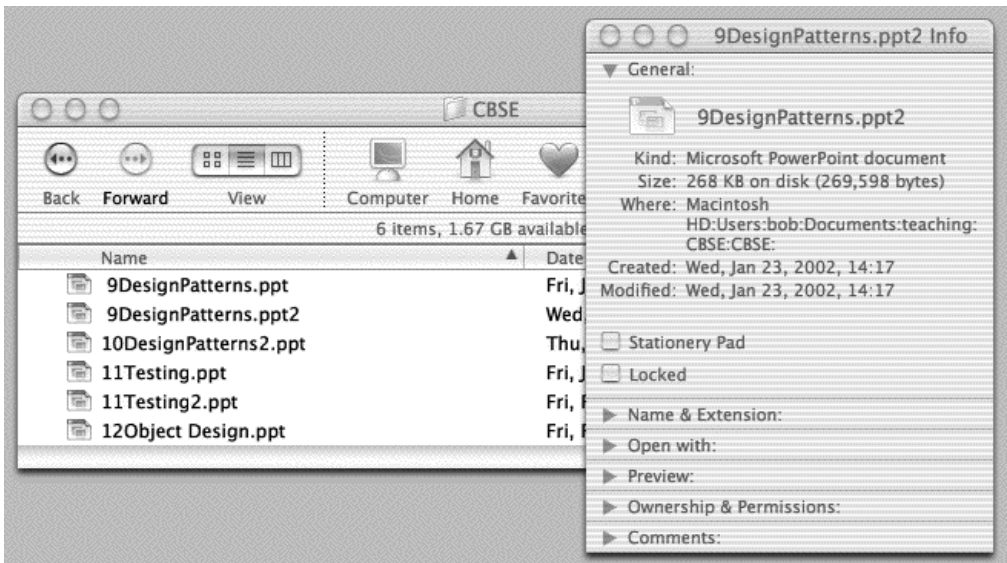 CBSE
Back Forward View Computer Home Favorite
6 items, 1.67 GB available
Name Date
9DesignPatterns.ppt Fri, J
9DesignPatterns.ppt2 Wed,
10DesignPatterns2.ppt Thu,
11Testing.ppt Fri, J
11Testing2.ppt Fri, F
12Object Design.ppt Fri, F
9DesignPatterns.ppt2 Info
General:
9DesignPatterns.ppt2
Kind: Microsoft PowerPoint document
Size: 268 KB on disk (269,598 bytes)
Where: Macintosh
HD:Users:bob:Documents:teaching:
CBSE:CBSE:
Created: Wed, Jan 23, 2002, 14:17
Modified: Wed, Jan 23, 2002, 14:17
Stationery Pad
Locked
Name & Extension:
Open with:
Preview:
Ownership & Permissions:
Comments: